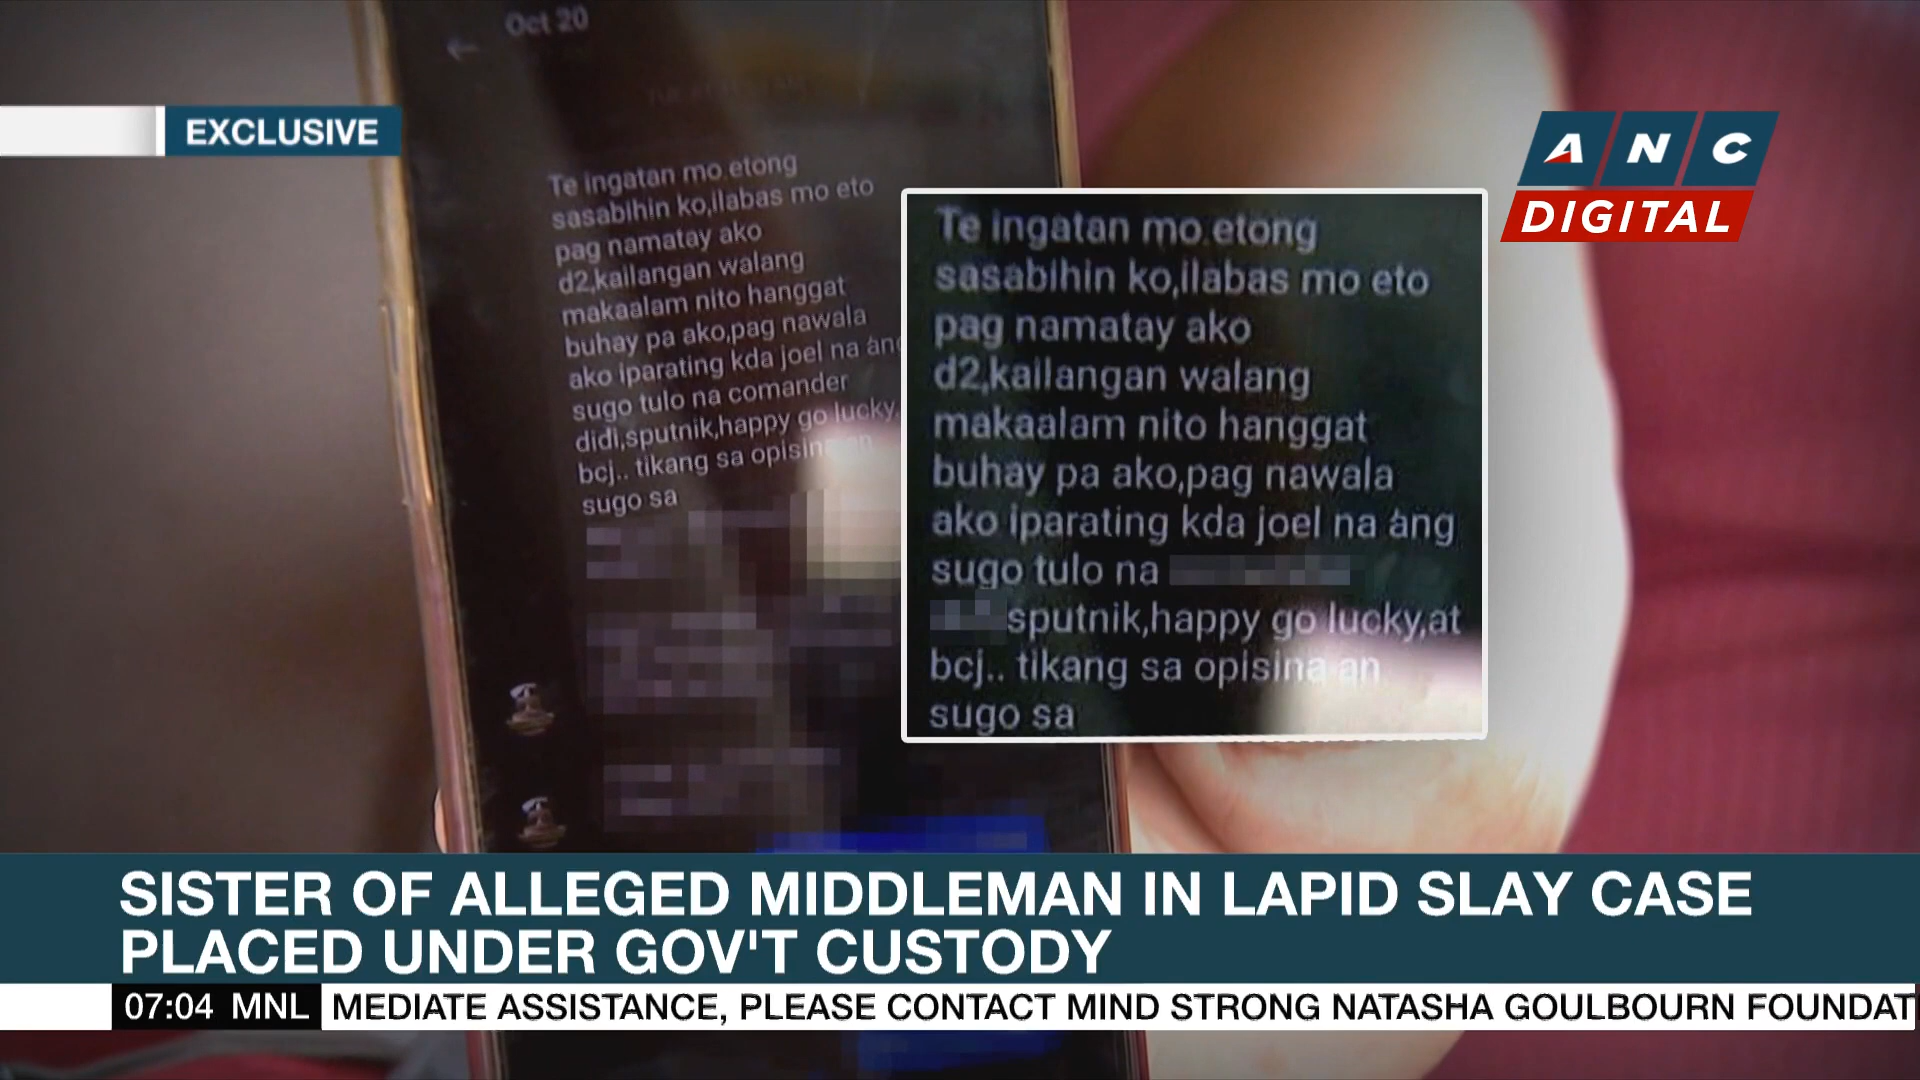 Oct 20
EXCLUSIVE
ANC
DIGITAL
Te ingatan mo etong
sasabihin ko,ilabas mo eto
pag namatay ako
d2,kailangan walang
makaalam nito hanggat
buhay pa ako,pag nawala
ako iparating kda joel na ang
sugo tulo na comander
didi,sputnik,happy go lucky,
bcj.. tikang sa opisina an
sugo sa
Te ingatan mo etong
sasabihin ko,ilabas mo eto
pag namatay ako
d2,kailangan walang
makaalam nito hanggat
buhay pa ako,pag nawala
ako iparating kda joel na ang
sugo tulo na
sputnik,happy go lucky,at
bcj.. tikang sa opisina an
sugo sa
SISTER OF ALLEGED MIDDLEMAN IN LAPID SLAY CASE
PLACED UNDER GOV'T CUSTODY
07:04 MNL MEDIATE ASSISTANCE, PLEASE CONTACT MIND STRONG NATASHA GOULBOURN FOUNDAT